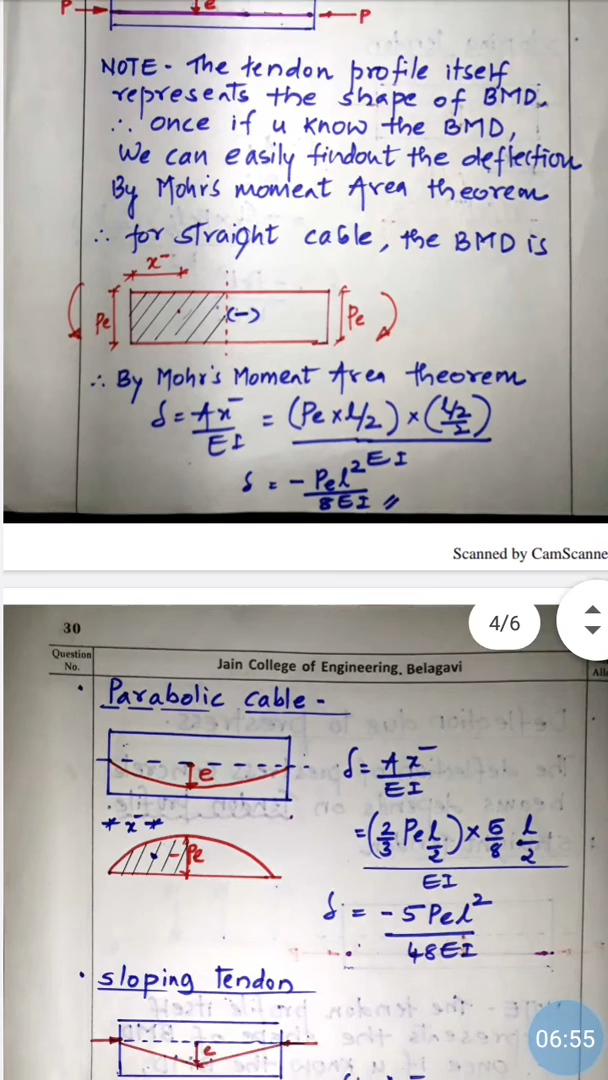 P e P
NOTE - The tendon profile itself
represents the shape of BMD.
∴ once if u know the BMD,
We can easily findout the deflection
By Mohr's moment Area theorem
∴ for straight cable, the BMD is
x̄
Pe (-) Pe
∴ By Mohr's Moment Area theorem
δ = Ax̄/EI = (Pe x l/2) x (l/2/2) / EI
δ = - Pel²/8EI //
Scanned by CamScanne
30
4/6
Question No.
Jain College of Engineering, Belagavi
All
• Parabolic cable -
e
δ = Ax̄/EI
x̄
-Pe
= (2/3 Pe l/2) x 5/8 l/2 / EI
δ = - 5 Pel² / 48EI
• sloping Tendon
e
06:55